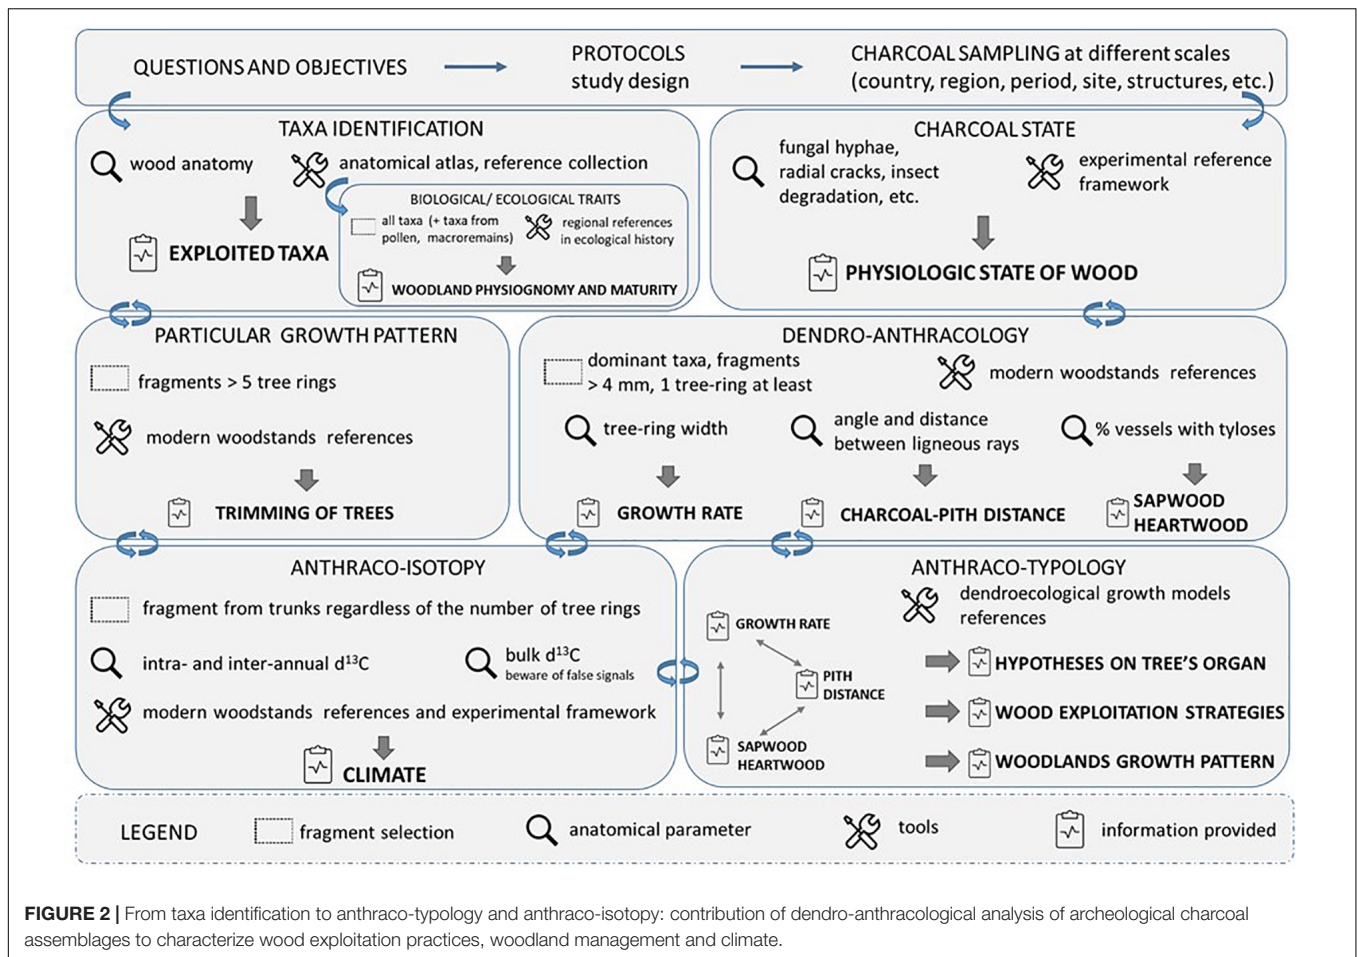 QUESTIONS AND OBJECTIVES
PROTOCOLS
study design
CHARCOAL SAMPLING at different scales
(country, region, period, site, structures, etc.)
TAXA IDENTIFICATION
wood anatomy
anatomical atlas, reference collection
EXPLOITED TAXA
BIOLOGICAL/ ECOLOGICAL TRAITS
all taxa (+ taxa from
pollen, macroremains)
regional references
in ecological history
WOODLAND PHYSIOGNOMY AND MATURITY
CHARCOAL STATE
fungal hyphae,
radial cracks, insect
degradation, etc.
experimental reference
framework
PHYSIOLOGIC STATE OF WOOD
PARTICULAR GROWTH PATTERN
fragments > 5 tree rings
modern woodstands references
TRIMMING OF TREES
DENDRO-ANTHRACOLOGY
dominant taxa, fragments
> 4 mm, 1 tree-ring at least
modern woodstands references
tree-ring width
angle and distance
between ligneous rays
% vessels with tyloses
GROWTH RATE
CHARCOAL-PITH DISTANCE
SAPWOOD
HEARTWOOD
ANTHRACO-ISOTOPY
fragment from trunks regardless of the number of tree rings
intra- and inter-annual d¹³C
bulk d¹³C
beware of false signals
modern woodstands references and experimental framework
CLIMATE
ANTHRACO-TYPOLOGY
dendroecological growth models
references
GROWTH RATE
PITH
DISTANCE
SAPWOOD
HEARTWOOD
HYPOTHESES ON TREE'S ORGAN
WOOD EXPLOITATION STRATEGIES
WOODLANDS GROWTH PATTERN
LEGEND
fragment selection
anatomical parameter
tools
information provided
FIGURE 2 | From taxa identification to anthraco-typology and anthraco-isotopy: contribution of dendro-anthracological analysis of archeological charcoal
assemblages to characterize wood exploitation practices, woodland management and climate.